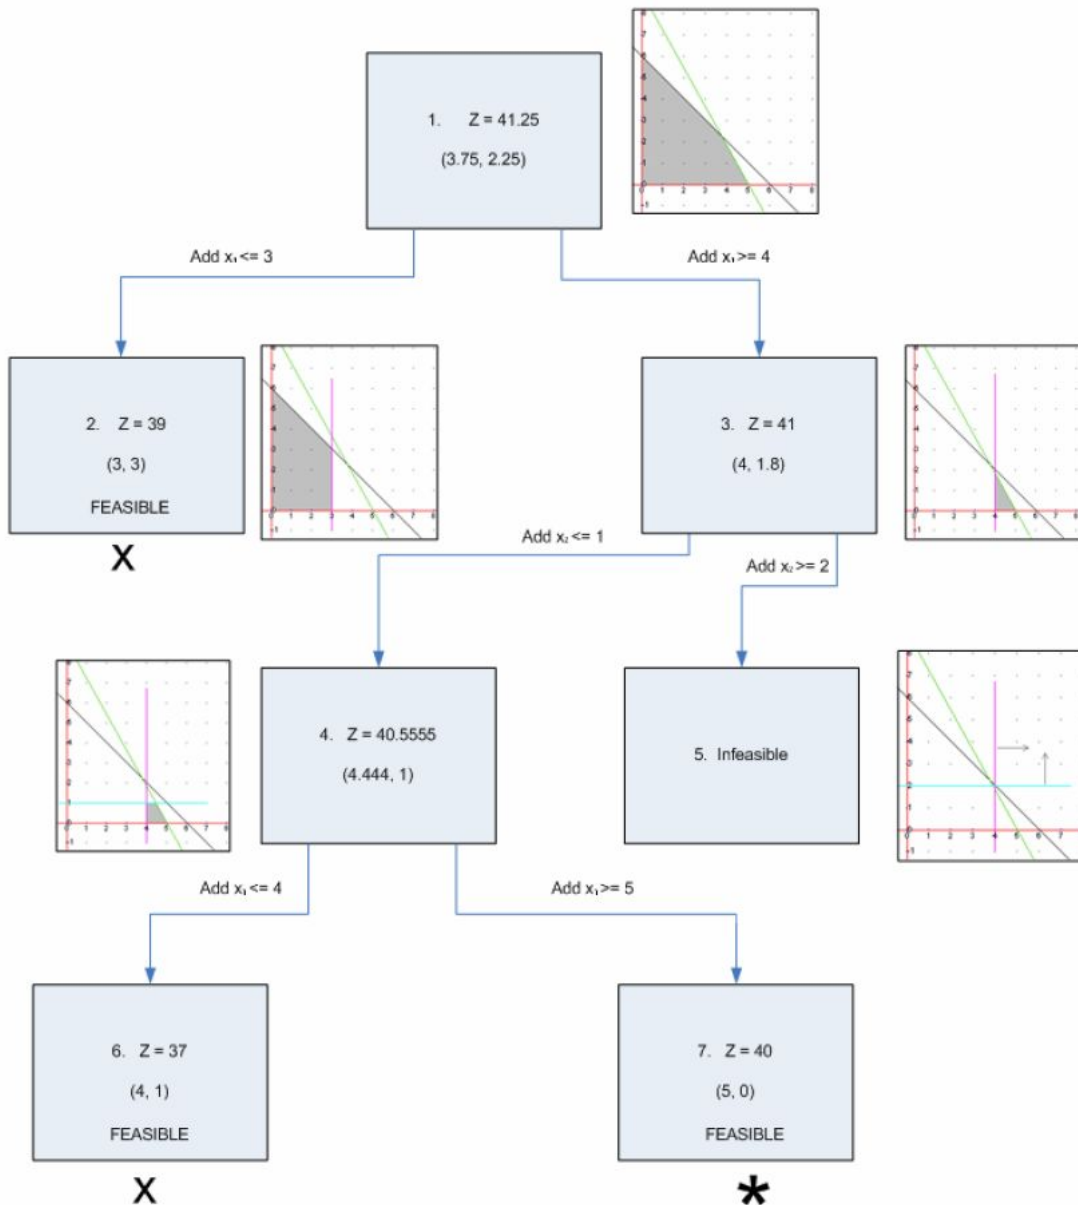 1. Z = 41.25
(3.75, 2.25)
Add x₁ <= 3
Add x₁ >= 4
2. Z = 39
(3, 3)
FEASIBLE
X
3. Z = 41
(4, 1.8)
Add x₂ <= 1
Add x₂ >= 2
4. Z = 40.5555
(4.444, 1)
5. Infeasible
Add x₁ <= 4
Add x₁ >= 5
6. Z = 37
(4, 1)
FEASIBLE
X
7. Z = 40
(5, 0)
FEASIBLE
*